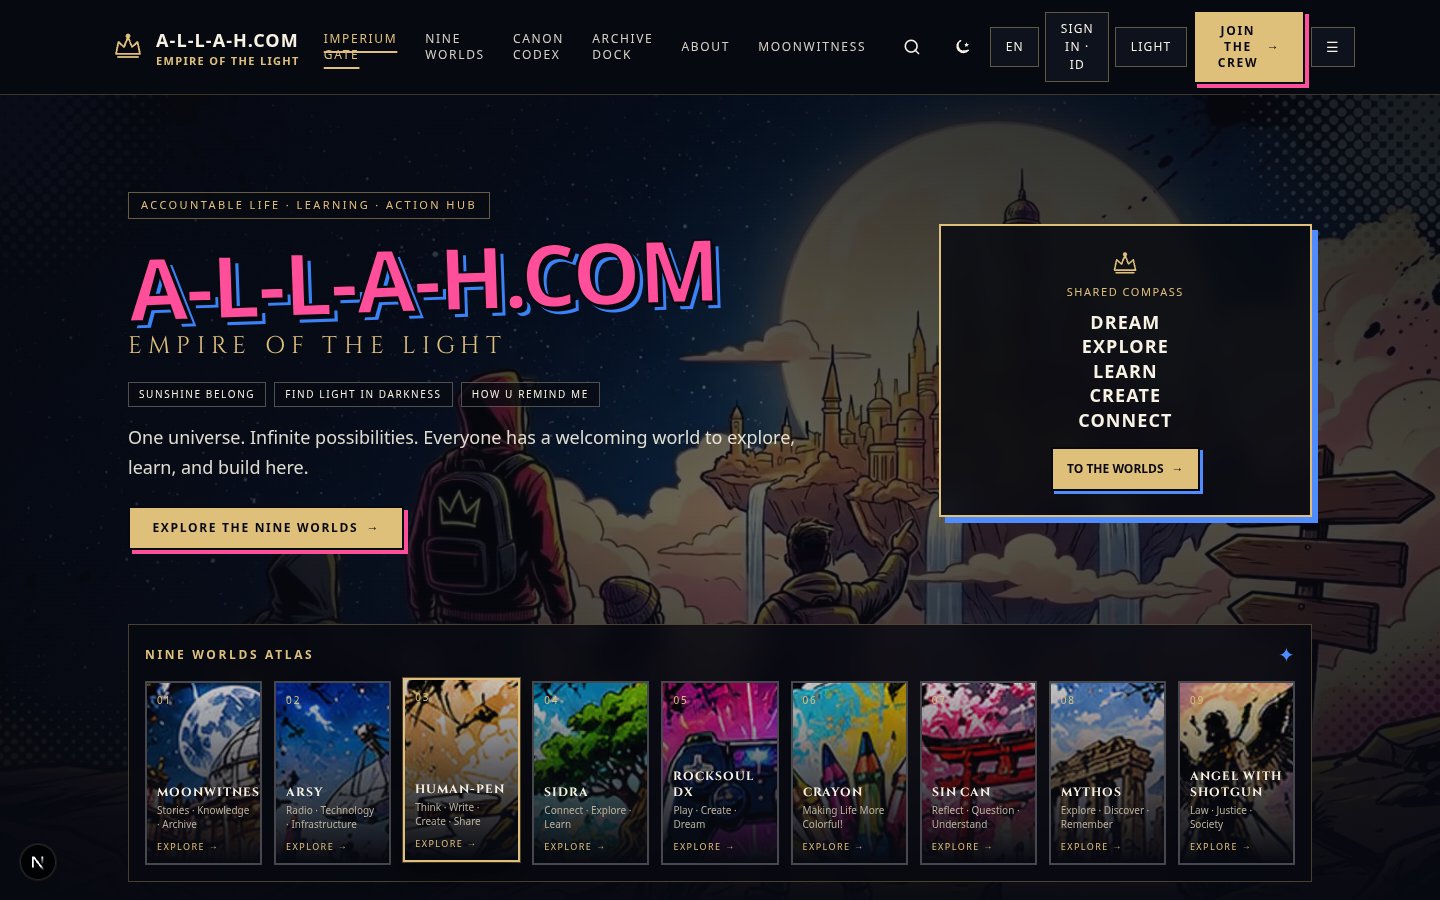 A-L-L-A-H.COM
EMPIRE OF THE LIGHT
IMPERIUM
GATE
NINE
WORLDS
CANON
CODEX
ARCHIVE
DOCK
ABOUT
MOONWITNESS
EN
SIGN
IN ·
ID
LIGHT
JOIN
THE →
CREW
☰
ACCOUNTABLE LIFE · LEARNING · ACTION HUB
A-L-L-A-H.COM
EMPIRE OF THE LIGHT
SUNSHINE BELONG
FIND LIGHT IN DARKNESS
HOW U REMIND ME
One universe. Infinite possibilities. Everyone has a welcoming world to explore,
learn, and build here.
EXPLORE THE NINE WORLDS →
SHARED COMPASS
DREAM
EXPLORE
LEARN
CREATE
CONNECT
TO THE WORLDS →
NINE WORLDS ATLAS
01
MOONWITNES
Stories · Knowledge
· Archive
EXPLORE →
02
ARSY
Radio · Technology
· Infrastructure
EXPLORE →
03
HUMAN-PEN
Think · Write ·
Create · Share
EXPLORE →
04
SIDRA
Connect · Explore ·
Learn
EXPLORE →
05
ROCKSOUL
DX
Play · Create ·
Dream
EXPLORE →
06
CRAYON
Making Life More
Colorful!
EXPLORE →
07
SIN CAN
Reflect · Question ·
Understand
EXPLORE →
08
MYTHOS
Explore · Discover ·
Remember
EXPLORE →
09
ANGEL WITH
SHOTGUN
Law · Justice ·
Society
EXPLORE →
N